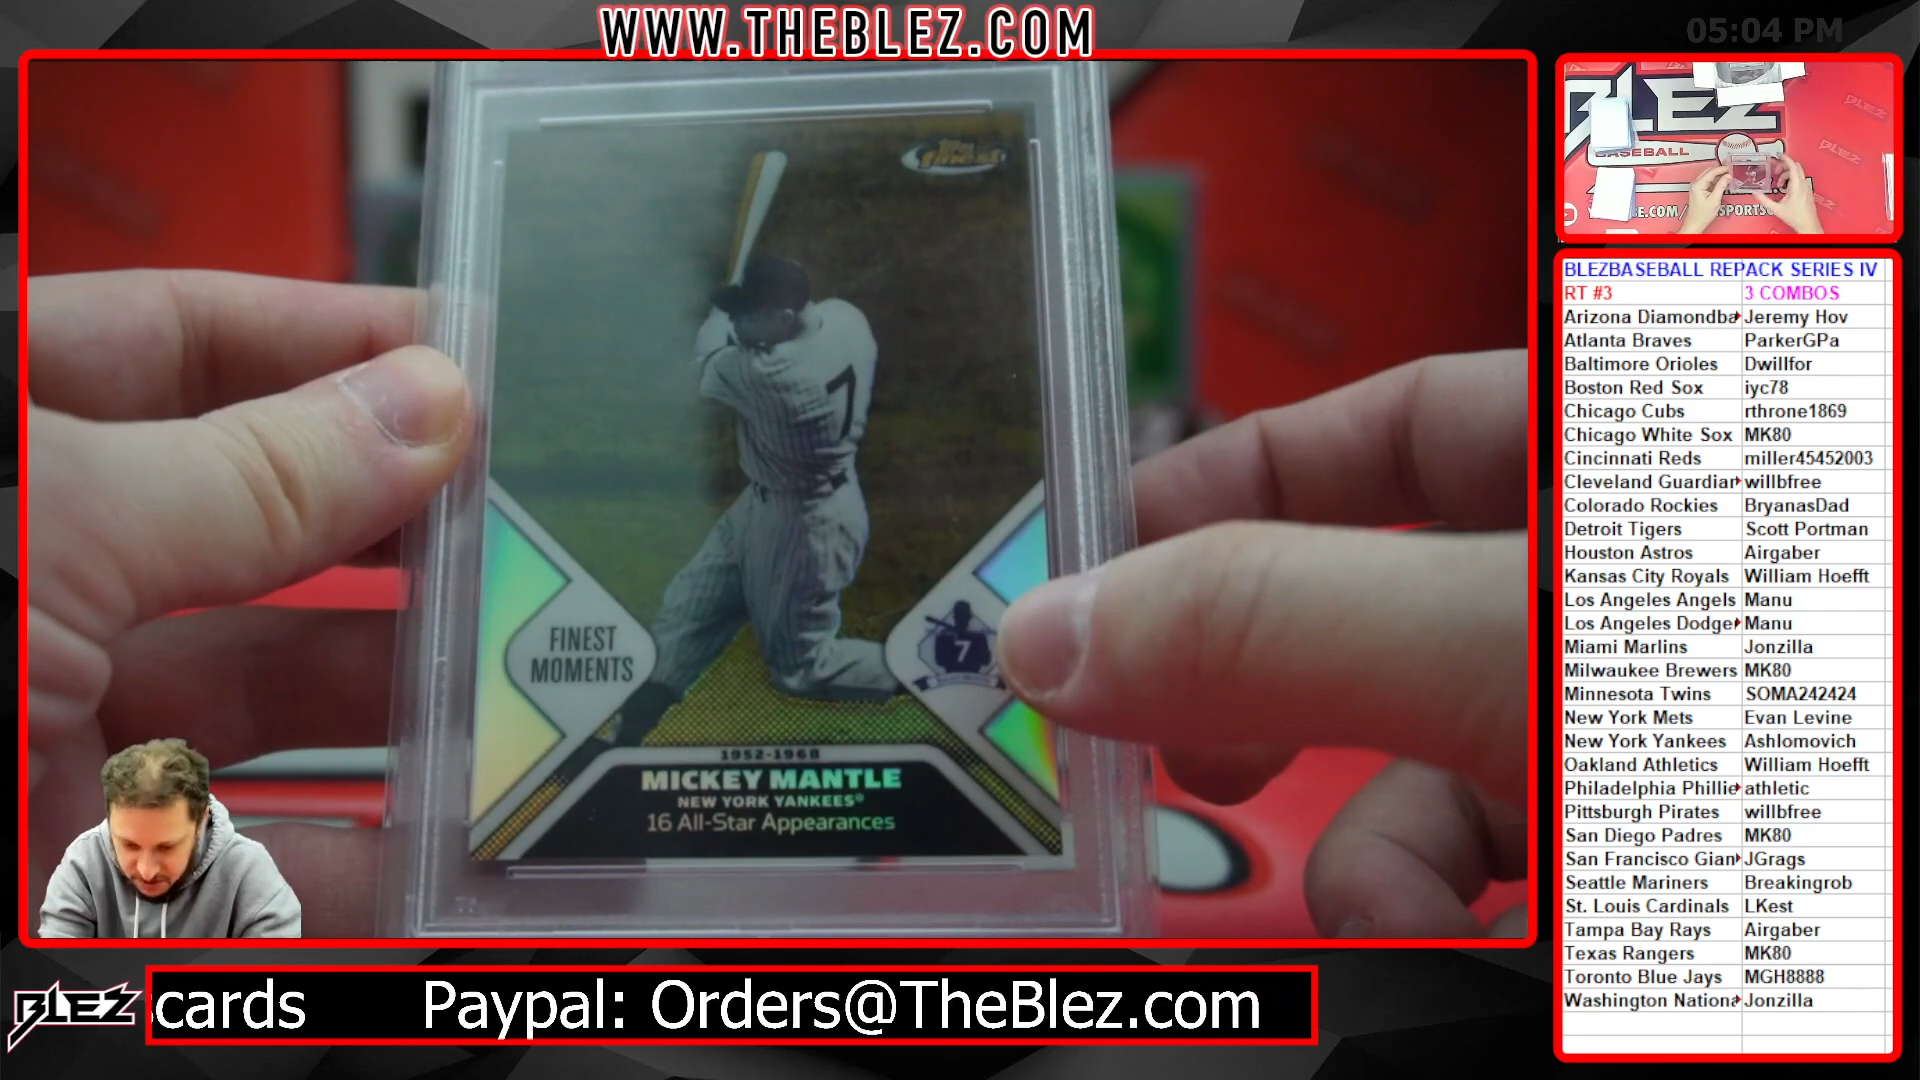 WWW.THEBLEZ.COM
05:04 PM
finest
7
FINEST
MOMENTS
7
1952-1968
MICKEY MANTLE
NEW YORK YANKEES®
16 All-Star Appearances
BLEZ
BASEBALL
BLEZ
BLEZ
BLEZBASEBALL REPACK SERIES IV
RT #3 3 COMBOS
Arizona Diamondba Jeremy Hov
Atlanta Braves ParkerGPa
Baltimore Orioles Dwillfor
Boston Red Sox iyc78
Chicago Cubs rthrone1869
Chicago White Sox MK80
Cincinnati Reds miller45452003
Cleveland Guardian willbfree
Colorado Rockies BryanasDad
Detroit Tigers Scott Portman
Houston Astros Airgaber
Kansas City Royals William Hoefft
Los Angeles Angels Manu
Los Angeles Dodge Manu
Miami Marlins Jonzilla
Milwaukee Brewers MK80
Minnesota Twins SOMA242424
New York Mets Evan Levine
New York Yankees Ashlomovich
Oakland Athletics William Hoefft
Philadelphia Phillie athletic
Pittsburgh Pirates willbfree
San Diego Padres MK80
San Francisco Gian JGrags
Seattle Mariners Breakingrob
St. Louis Cardinals LKest
Tampa Bay Rays Airgaber
Texas Rangers MK80
Toronto Blue Jays MGH8888
Washington Nationa Jonzilla
BLEZ
cards Paypal: Orders@TheBlez.com